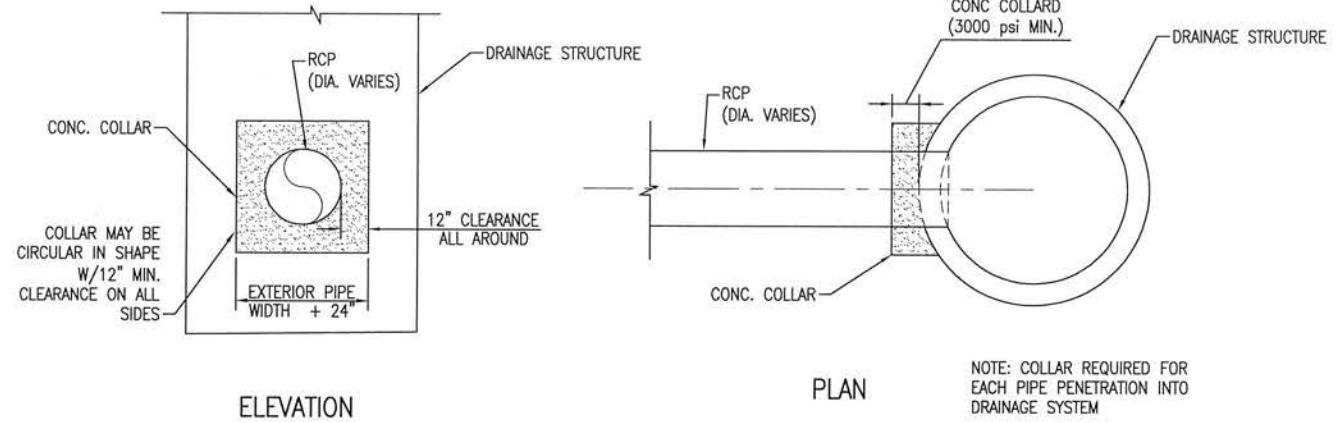 RCP
(DIA. VARIES)
DRAINAGE STRUCTURE
CONC. COLLAR
COLLAR MAY BE
CIRCULAR IN SHAPE
W/12" MIN.
CLEARANCE ON ALL
SIDES
12" CLEARANCE
ALL AROUND
EXTERIOR PIPE
WIDTH + 24"
ELEVATION
CONC COLLARD
(3000 psi MIN.)
DRAINAGE STRUCTURE
RCP
(DIA. VARIES)
CONC. COLLAR
PLAN
NOTE: COLLAR REQUIRED FOR
EACH PIPE PENETRATION INTO
DRAINAGE SYSTEM